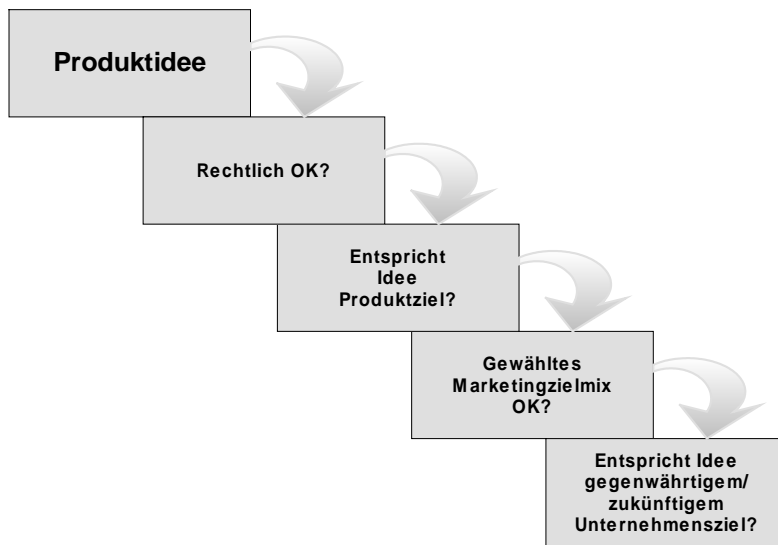 Produktidee
Rechtlich OK?
Entspricht
Idee
Produktziel?
Gewähltes
Marketingzielmix
OK?
Entspricht Idee
gegenwährtigem/
zukünftigem
Unternehmensziel?